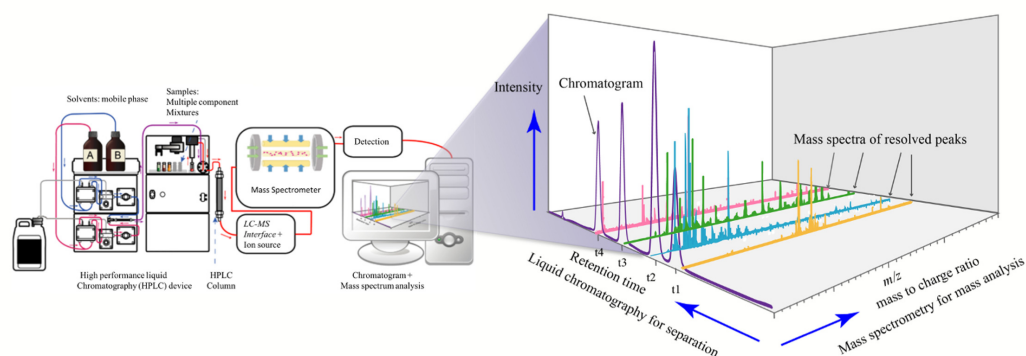 Solvents: mobile phase
Samples:
Multiple component
Mixtures
A
B
High performance liquid
Chromatography (HPLC) device
HPLC
Column
Mass Spectrometer
LC-MS
Interface +
Ion source
Detection
Chromatogram +
Mass spectrum analysis
Intensity
Chromatogram
Mass spectra of resolved peaks
t4
t3
t2
t1
Retention time
Liquid chromatography for separation
m/z
mass to charge ratio
Mass spectrometry for mass analysis